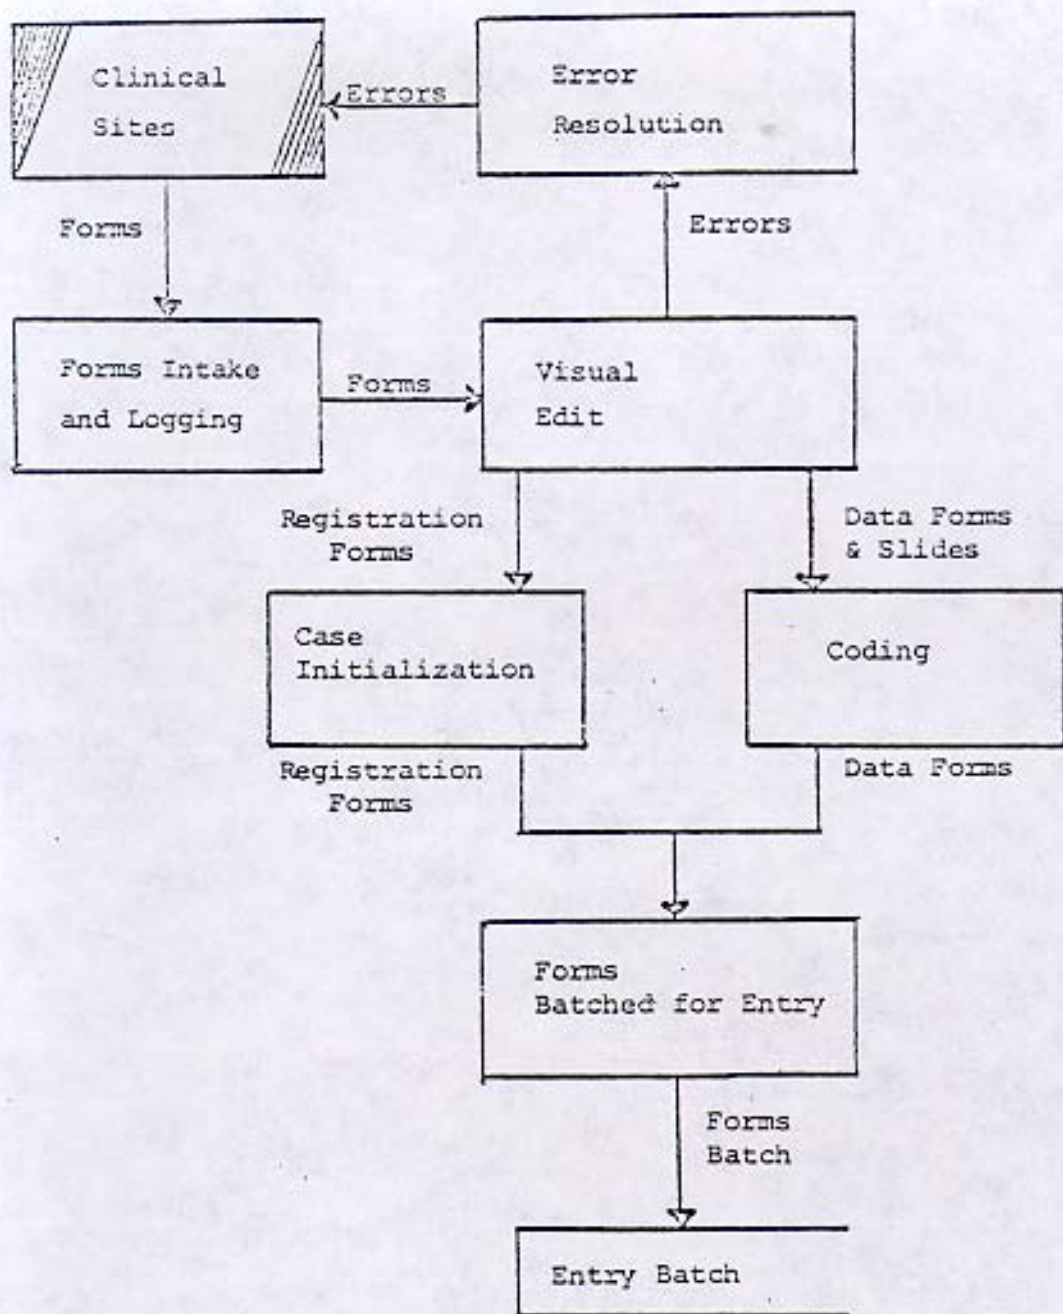 Clinical
Sites
Errors
Error
Resolution
Forms
Errors
Forms Intake
and Logging
Forms
Visual
Edit
Registration
Forms
Data Forms
& Slides
Case
Initialization
Coding
Registration
Forms
Data Forms
Forms
Batched for Entry
Forms
Batch
Entry Batch